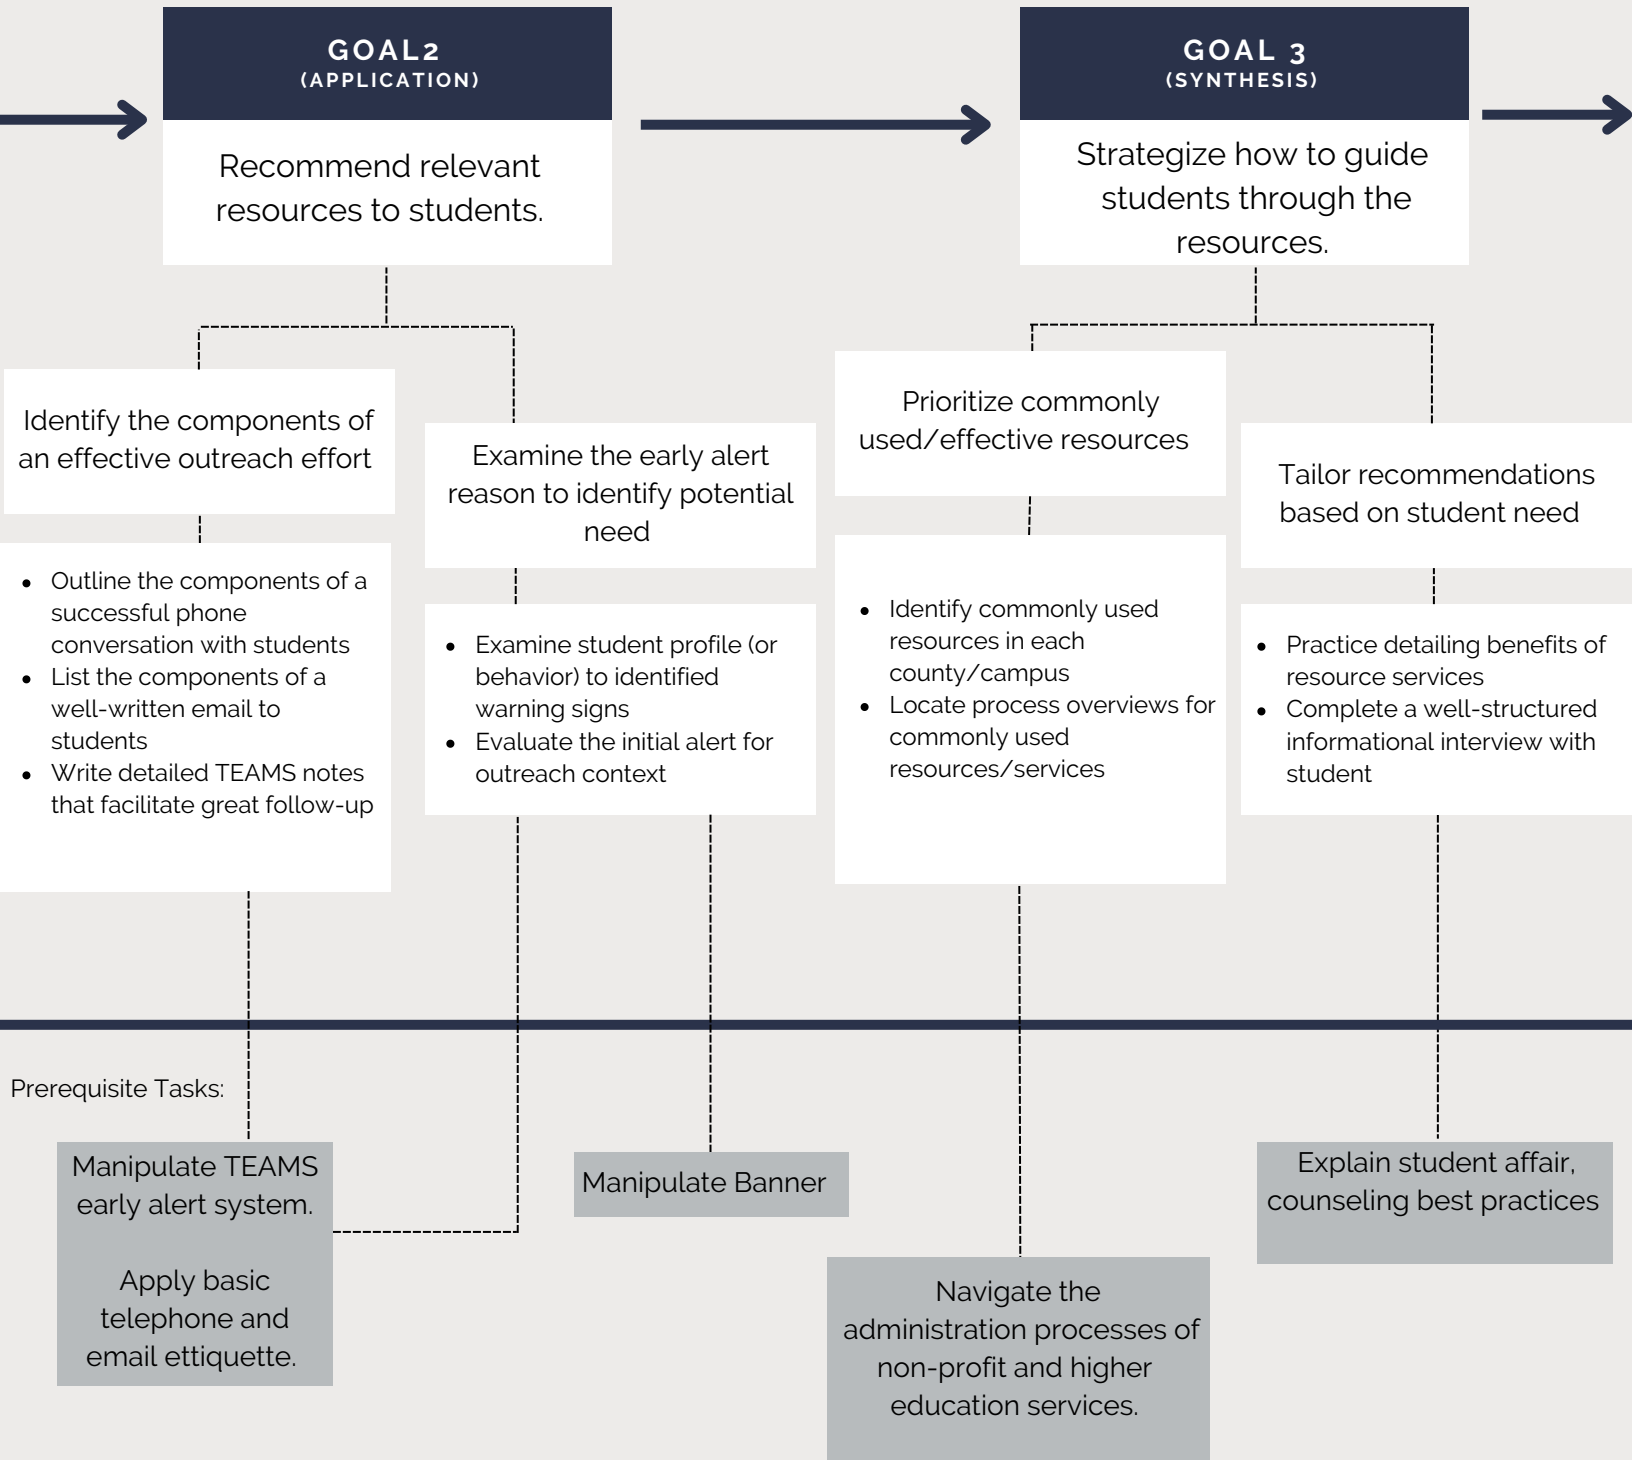 GOAL2
(APPLICATION)
Recommend relevant
resources to students.
GOAL 3
(SYNTHESIS)
Strategize how to guide
students through the
resources.
Identify the components of
an effective outreach effort
Examine the early alert
reason to identify potential
need
Prioritize commonly
used/effective resources
Tailor recommendations
based on student need
• Outline the components of a
successful phone
conversation with students
• List the components of a
well-written email to
students
• Write detailed TEAMS notes
that facilitate great follow-up
• Examine student profile (or
behavior) to identified
warning signs
• Evaluate the initial alert for
outreach context
• Identify commonly used
resources in each
county/campus
• Locate process overviews for
commonly used
resources/services
• Practice detailing benefits of
resource services
• Complete a well-structured
informational interview with
student
Prerequisite Tasks:
Manipulate TEAMS
early alert system.
Apply basic
telephone and
email ettiquette.
Manipulate Banner
Navigate the
administration processes of
non-profit and higher
education services.
Explain student affair,
counseling best practices